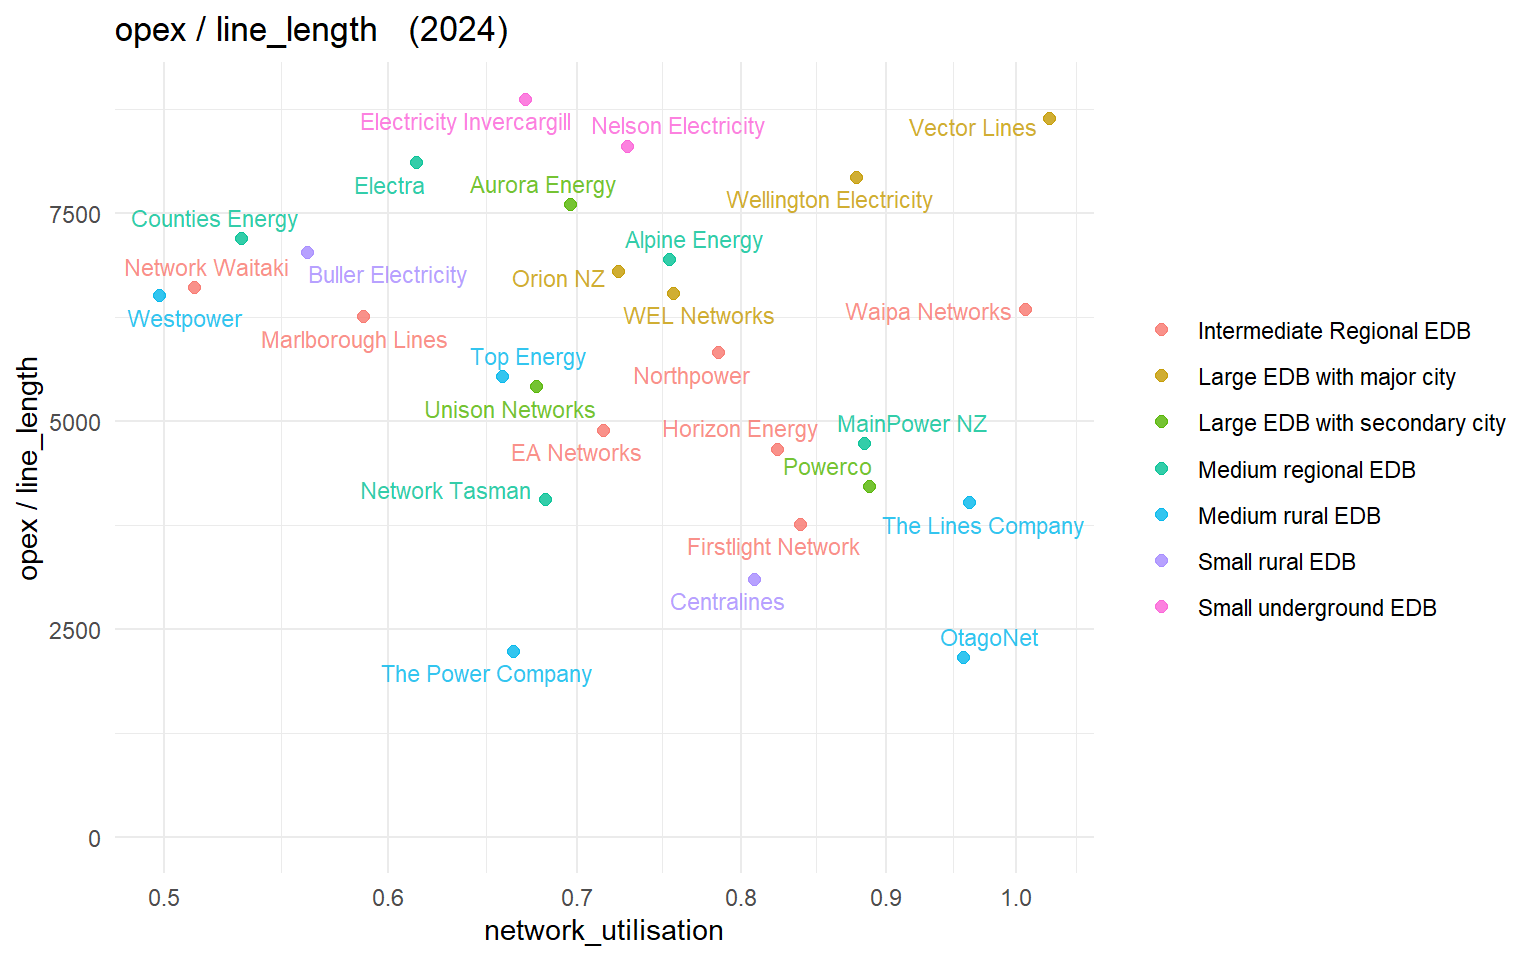 opex / line_length (2024)
Electricity Invercargill
Nelson Electricity
Vector Lines
Electra
Aurora Energy
Wellington Electricity
Counties Energy
Alpine Energy
Network Waitaki
Buller Electricity
Orion NZ
Westpower
WEL Networks
Waipa Networks
Marlborough Lines
Top Energy
Northpower
Unison Networks
Horizon Energy
MainPower NZ
EA Networks
Powerco
Network Tasman
The Lines Company
Firstlight Network
Centralines
OtagoNet
The Power Company
7500
5000
2500
0
opex / line_length
0.5
0.6
0.7
0.8
0.9
1.0
network_utilisation
Intermediate Regional EDB
Large EDB with major city
Large EDB with secondary city
Medium regional EDB
Medium rural EDB
Small rural EDB
Small underground EDB